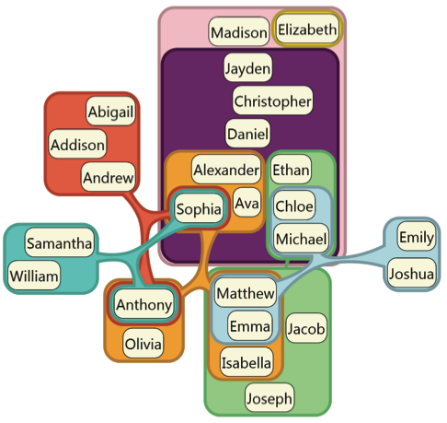 Madison
Elizabeth
Jayden
Christopher
Daniel
Abigail
Addison
Andrew
Alexander
Ethan
Sophia
Ava
Chloe
Michael
Samantha
William
Emily
Joshua
Anthony
Olivia
Matthew
Emma
Jacob
Isabella
Joseph